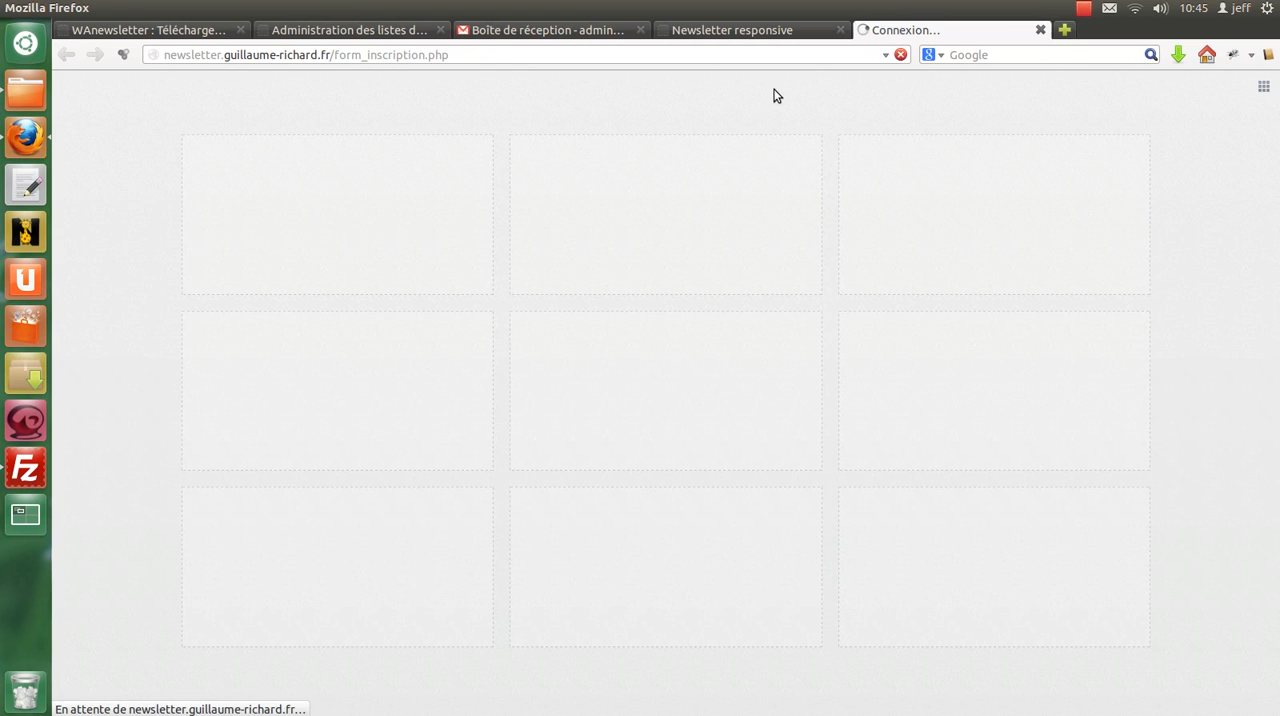 Mozilla Firefox
10:45
jeff
WAnewsletter : Télécharge...
Administration des listes d...
Boîte de réception - admin...
Newsletter responsive
Connexion...
newsletter.guillaume-richard.fr/form_inscription.php
Google
En attente de newsletter.guillaume-richard.fr...